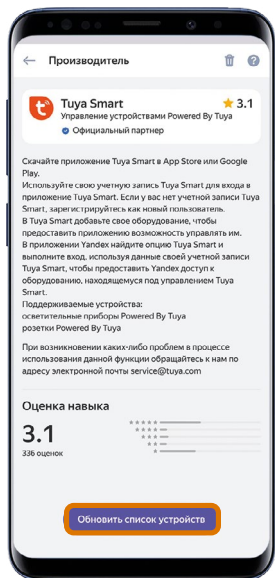 Производитель
Tuya Smart
3.1
Управление устройствами Powered By Tuya
Официальный партнер
Скачайте приложение Tuya Smart в App Store или Google
Play.
Используйте свою учетную запись Tuya Smart для входа в
приложение Tuya Smart. Если у вас нет учетной записи Tuya
Smart, зарегистрируйтесь как новый пользователь.
В Tuya Smart добавьте свое оборудование, чтобы
предоставить приложению возможность управлять им.
В приложении Yandex найдите опцию Tuya Smart и
выполните вход, используя данные своей учетной записи
Tuya Smart, чтобы предоставить Yandex доступ к
оборудованию, находящемуся под управлением Tuya
Smart.
Поддерживаемые устройства:
осветительные приборы Powered By Tuya
розетки Powered By Tuya
При возникновении каких-либо проблем в процессе
использования данной функции обращайтесь к нам по
адресу электронной почты service@tuya.com
Оценка навыка
3.1
336 оценок
Обновить список устройств